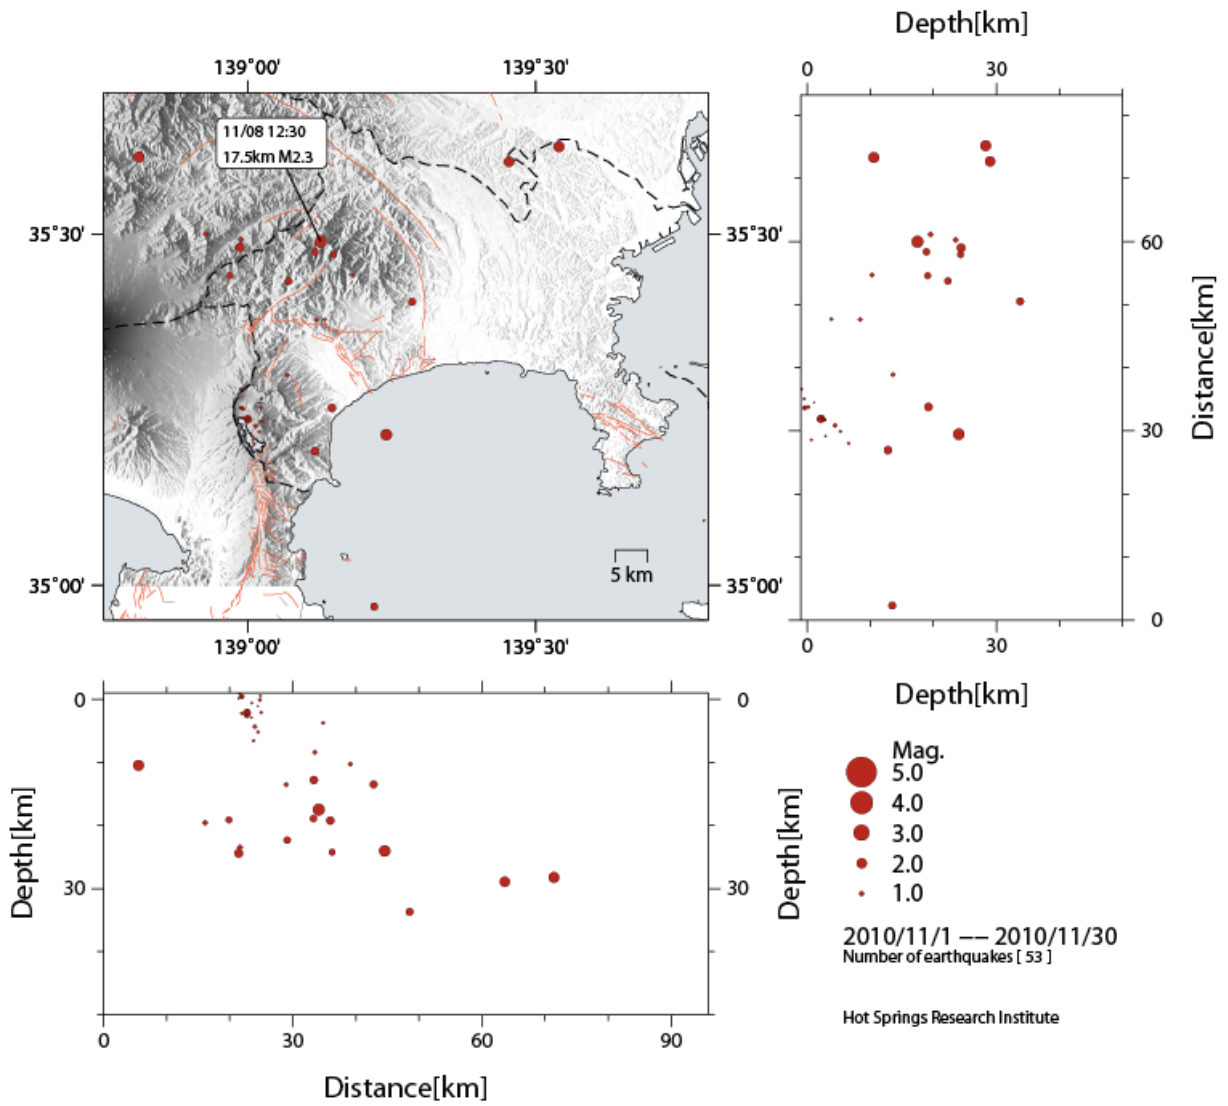 Depth[km]
139°00' 139°30' 0 30
11/08 12:30
17.5km M2.3
35°30' 35°30' 60
Distance[km]
30
5 km
35°00' 35°00' 0
139°00' 139°30' 0 30
Depth[km]
0 0
Depth[km]
Depth[km]
30 30
0 30 60 90
Distance[km]
Mag.
5.0
4.0
3.0
2.0
1.0
2010/11/1 −− 2010/11/30
Number of earthquakes [ 53 ]
Hot Springs Research Institute